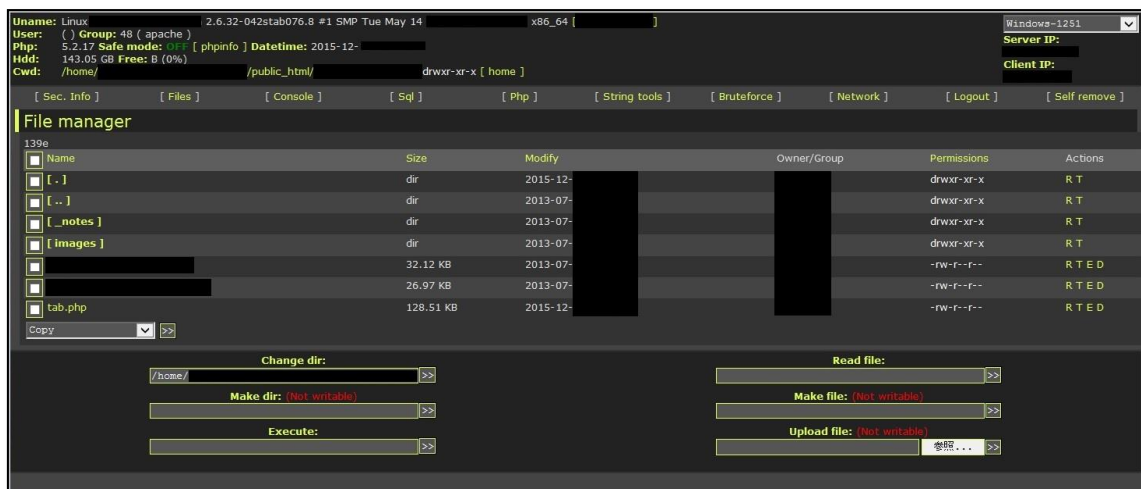 Uname: Linux 2.6.32-042stab076.8 #1 SMP Tue May 14 x86_64 [ ]
Windows-1251
User: ( ) Group: 48 ( apache )
Php: 5.2.17 Safe mode: OFF [ phpinfo ] Datetime: 2015-12-
Server IP:
Hdd: 143.05 GB Free: B (0%)
Cwd: /home/ /public_html/ drwxr-xr-x [ home ]
Client IP:
[ Sec. Info ] [ Files ] [ Console ] [ Sql ] [ Php ] [ String tools ] [ Bruteforce ] [ Network ] [ Logout ] [ Self remove ]
File manager
139e
Name Size Modify Owner/Group Permissions Actions
[ . ] dir 2015-12- drwxr-xr-x R T
[ .. ] dir 2013-07- drwxr-xr-x R T
[ _notes ] dir 2013-07- drwxr-xr-x R T
[ images ] dir 2013-07- drwxr-xr-x R T
32.12 KB 2013-07- -rw-r--r-- R T E D
26.97 KB 2013-07- -rw-r--r-- R T E D
tab.php 128.51 KB 2015-12- -rw-r--r-- R T E D
Copy >>
Change dir: Read file:
/home/ >> >>
Make dir: (Not writable) Make file: (Not writable)
>> >>
Execute: Upload file: (Not writable)
>> 参照... >>